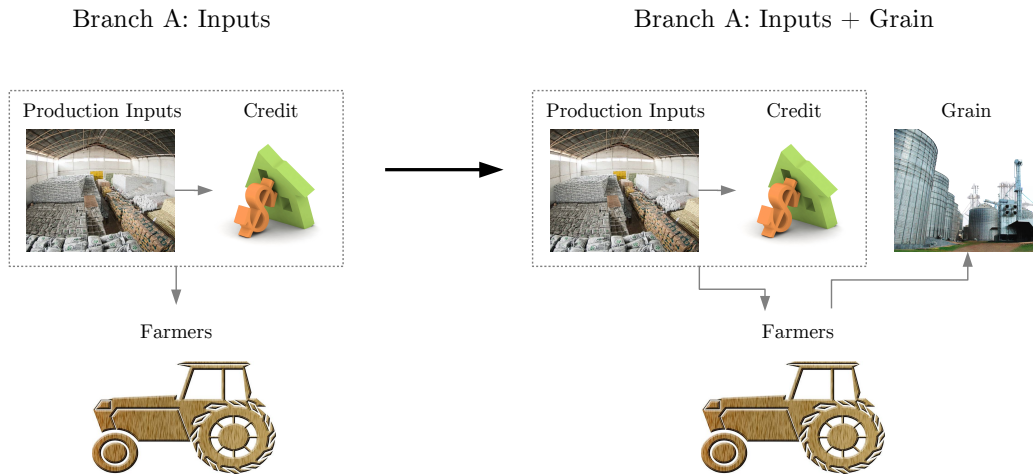 Branch A: Inputs
Branch A: Inputs + Grain
Production Inputs
Credit
Production Inputs
Credit
Grain
Farmers
Farmers